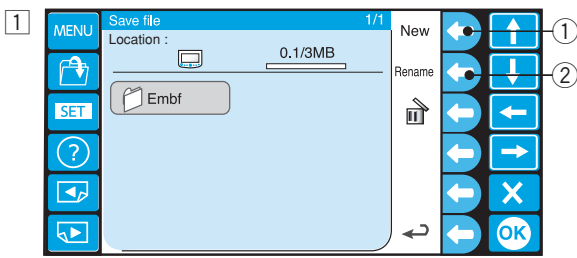 1
MENU
Save file 1/1
New
①
Location :
0.1/3MB
Rename
②
SET
Embf
?
OK